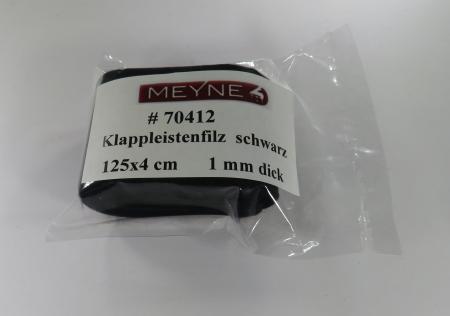 MEYNE
# 70412
Klappleistenfilz schwarz
125x4 cm 1 mm dick